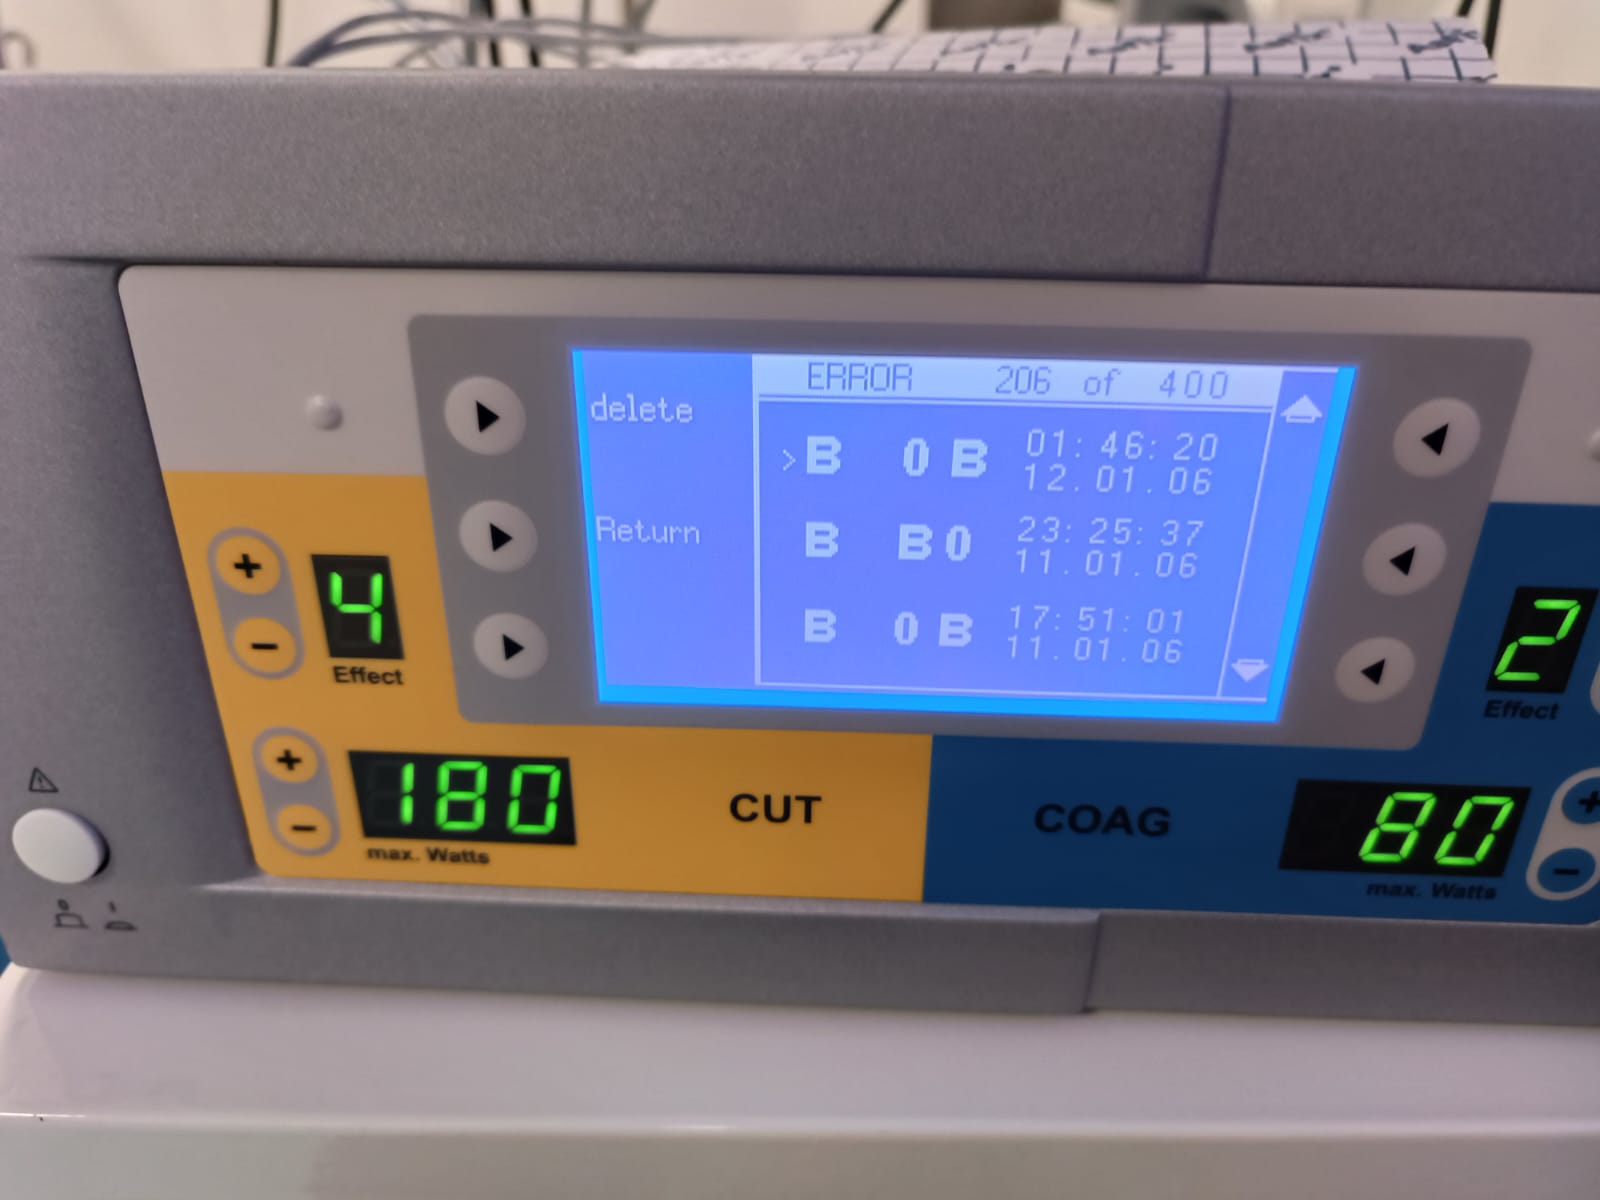 ERROR 206 of 400
delete
>B 0B 01:46:20
12.01.06
Return
B B0 23:25:37
11.01.06
B 0B 17:51:01
11.01.06
+
-
4
Effect
2
Effect
+
-
180
max. Watts
CUT
COAG
80
max. Watts
+
-
0 I